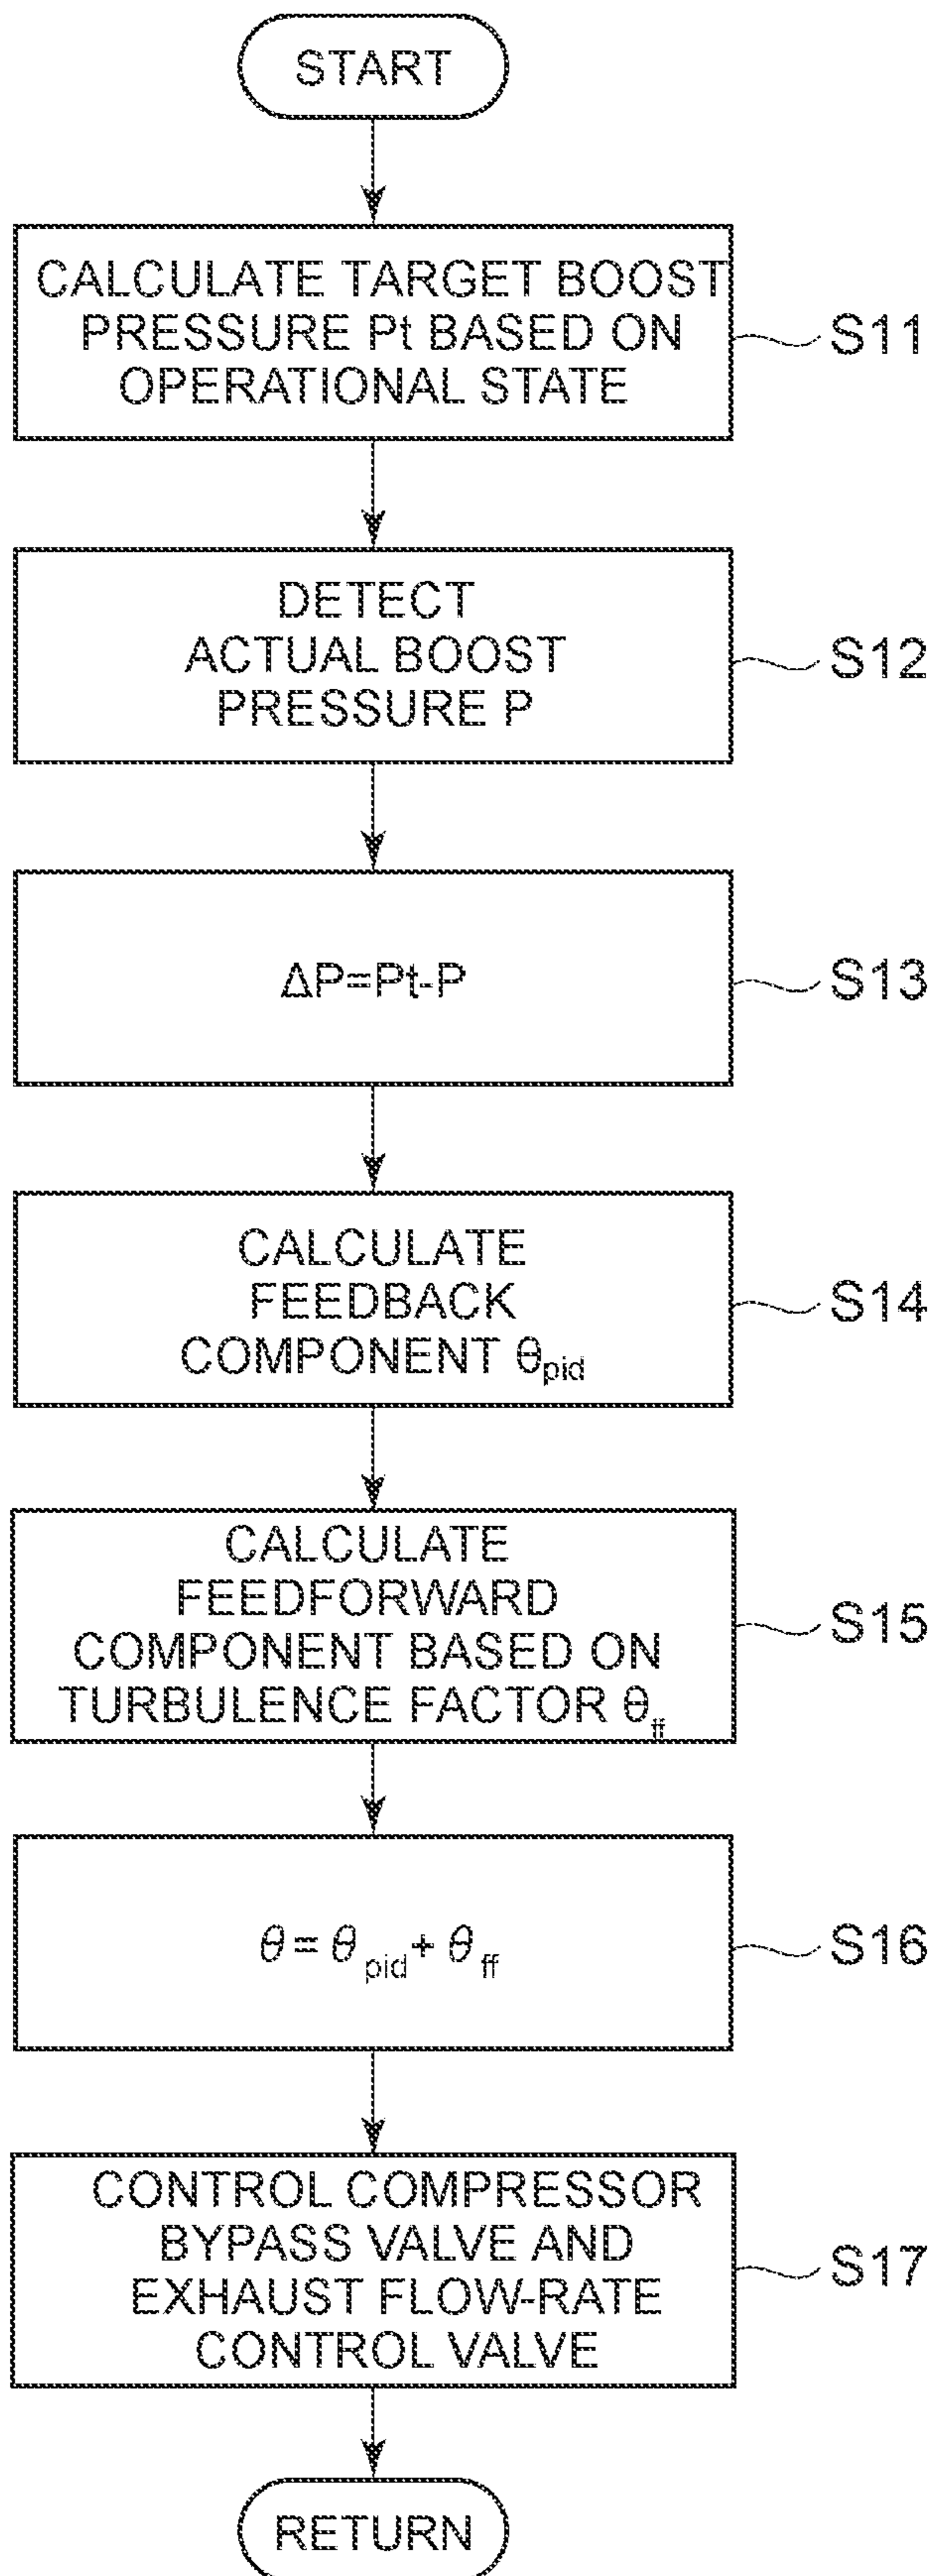 START
CALCULATE TARGET BOOST
PRESSURE Pt BASED ON
OPERATIONAL STATE
S11
DETECT
ACTUAL BOOST
PRESSURE P
S12
ΔP=Pt-P
S13
CALCULATE
FEEDBACK
COMPONENT θpid
S14
CALCULATE
FEEDFORWARD
COMPONENT BASED ON
TURBULENCE FACTOR θff
S15
θ = θpid + θff
S16
CONTROL COMPRESSOR
BYPASS VALVE AND
EXHAUST FLOW-RATE
CONTROL VALVE
S17
RETURN